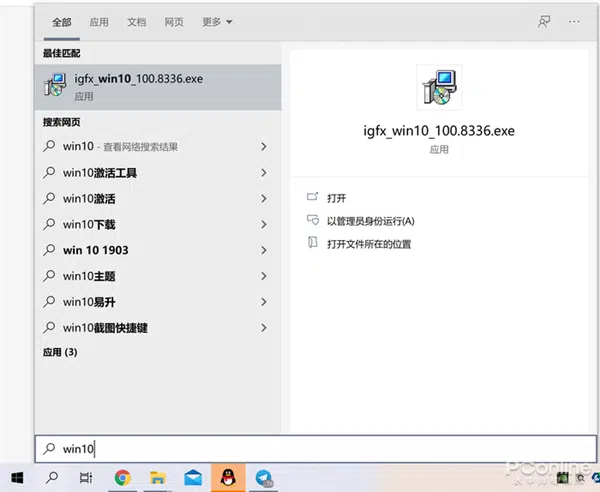 全部 应用 文档 网页 更多
最佳匹配
igfx_win10_100.8336.exe
应用
搜索网页
win10 - 查看网络搜索结果
win10激活工具
win10激活
win10下载
win 10 1903
win10主题
win10易升
win10截图快捷键
应用 (3)
igfx_win10_100.8336.exe
应用
打开
以管理员身份运行(A)
打开文件所在的位置
win10
PConline